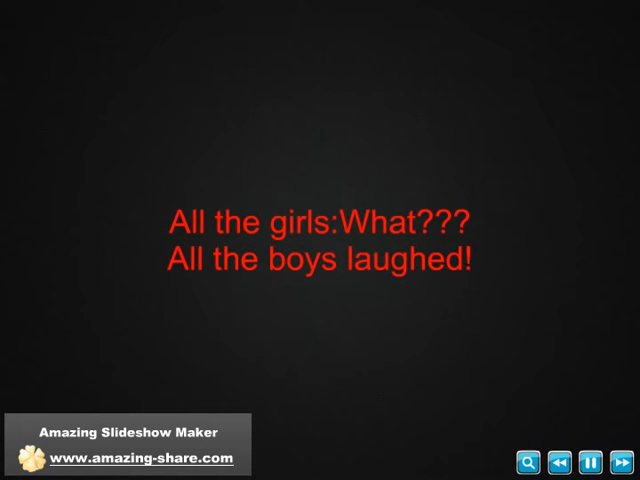 All the girls:What???
All the boys laughed!
Amazing Slideshow Maker
www.amazing-share.com